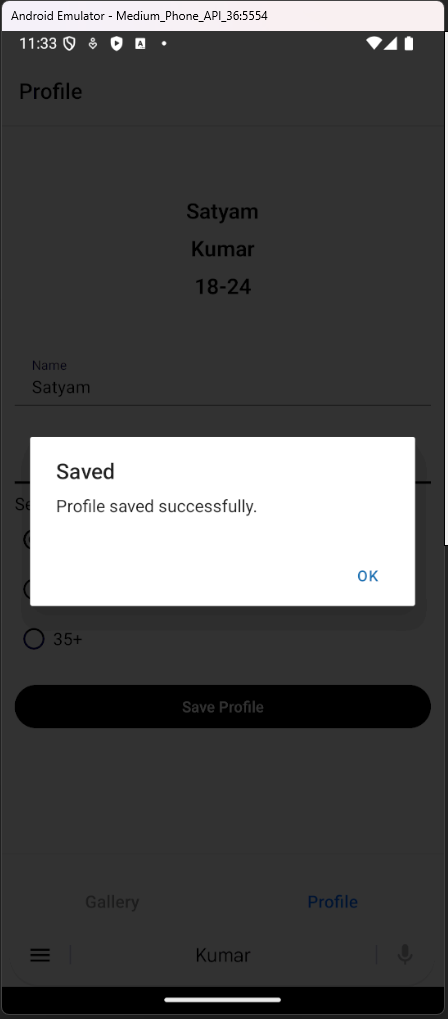 Android Emulator - Medium_Phone_API_36:5554
11:33
Profile
Satyam
Kumar
18-24
Name
Satyam
Saved
Profile saved successfully.
Se
OK
35+
Save Profile
Gallery Profile
Kumar